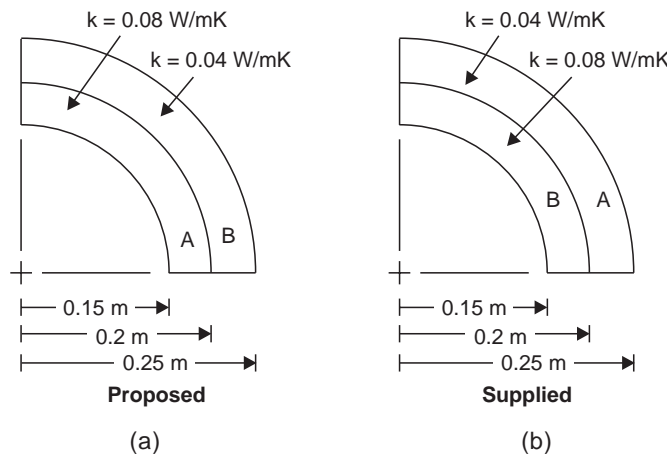 k = 0.08 W/mK
k = 0.04 W/mK
A
B
0.15 m
0.2 m
0.25 m
Proposed
(a)
k = 0.04 W/mK
k = 0.08 W/mK
B
A
0.15 m
0.2 m
0.25 m
Supplied
(b)